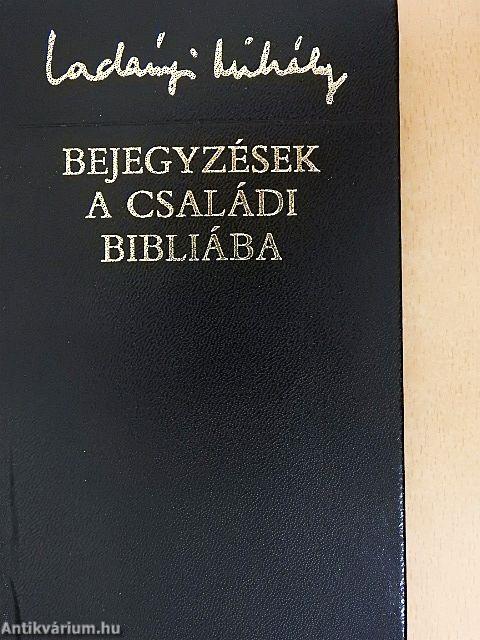 Ladányi Mihály
BEJEGYZÉSEK
A CSALÁDI
BIBLIÁBA
Antikvárium.hu